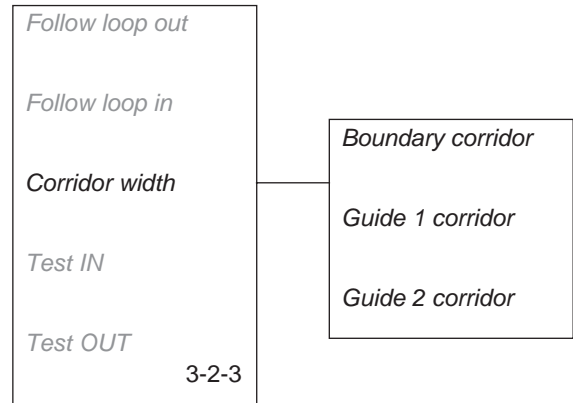 Follow loop out
Follow loop in
Corridor width
Test IN
Test OUT
3-2-3
Boundary corridor
Guide 1 corridor
Guide 2 corridor